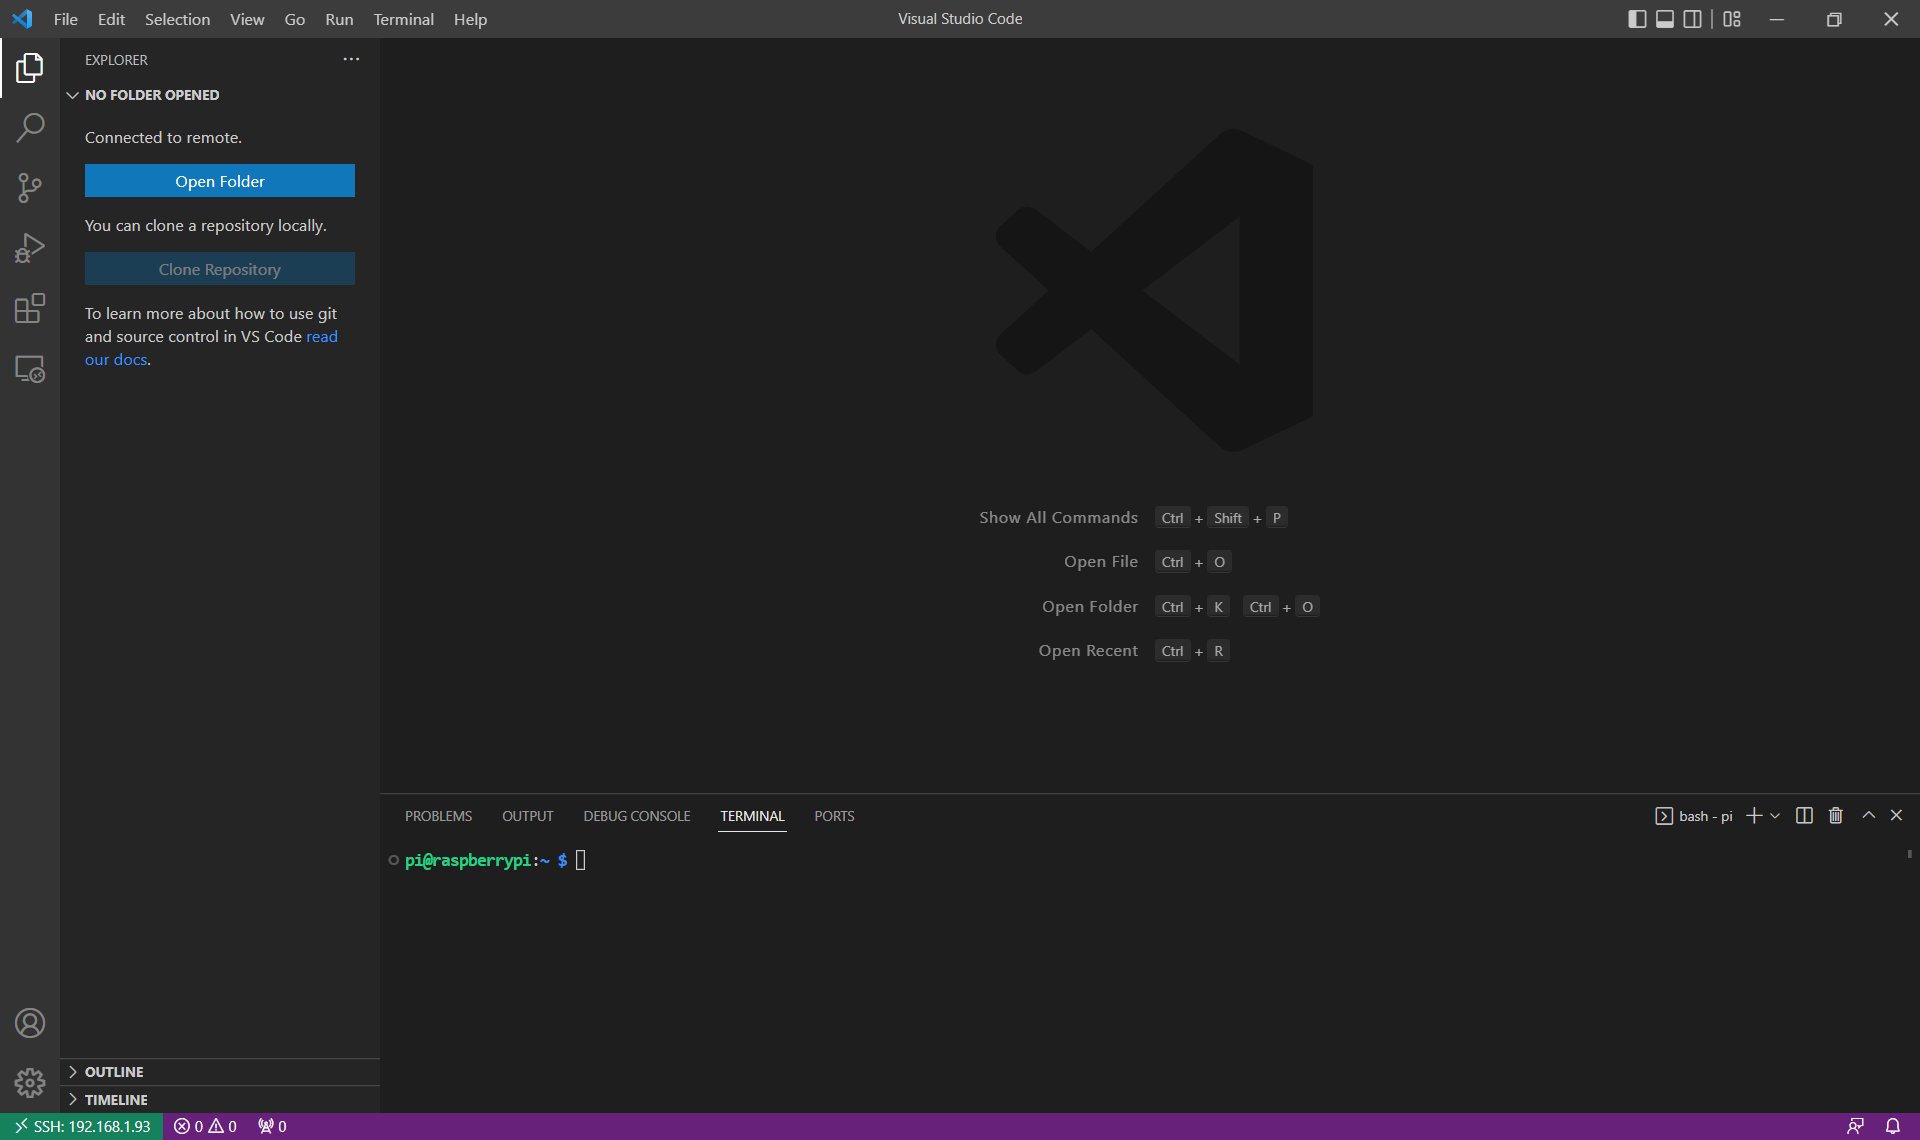 File Edit Selection View Go Run Terminal Help
Visual Studio Code
EXPLORER
NO FOLDER OPENED
Connected to remote.
Open Folder
You can clone a repository locally.
Clone Repository
To learn more about how to use git
and source control in VS Code read
our docs.
Show All Commands Ctrl + Shift + P
Open File Ctrl + O
Open Folder Ctrl + K Ctrl + O
Open Recent Ctrl + R
PROBLEMS OUTPUT DEBUG CONSOLE TERMINAL PORTS
bash - pi
pi@raspberrypi:~ $
OUTLINE
TIMELINE
SSH: 192.168.1.93 0 0 0